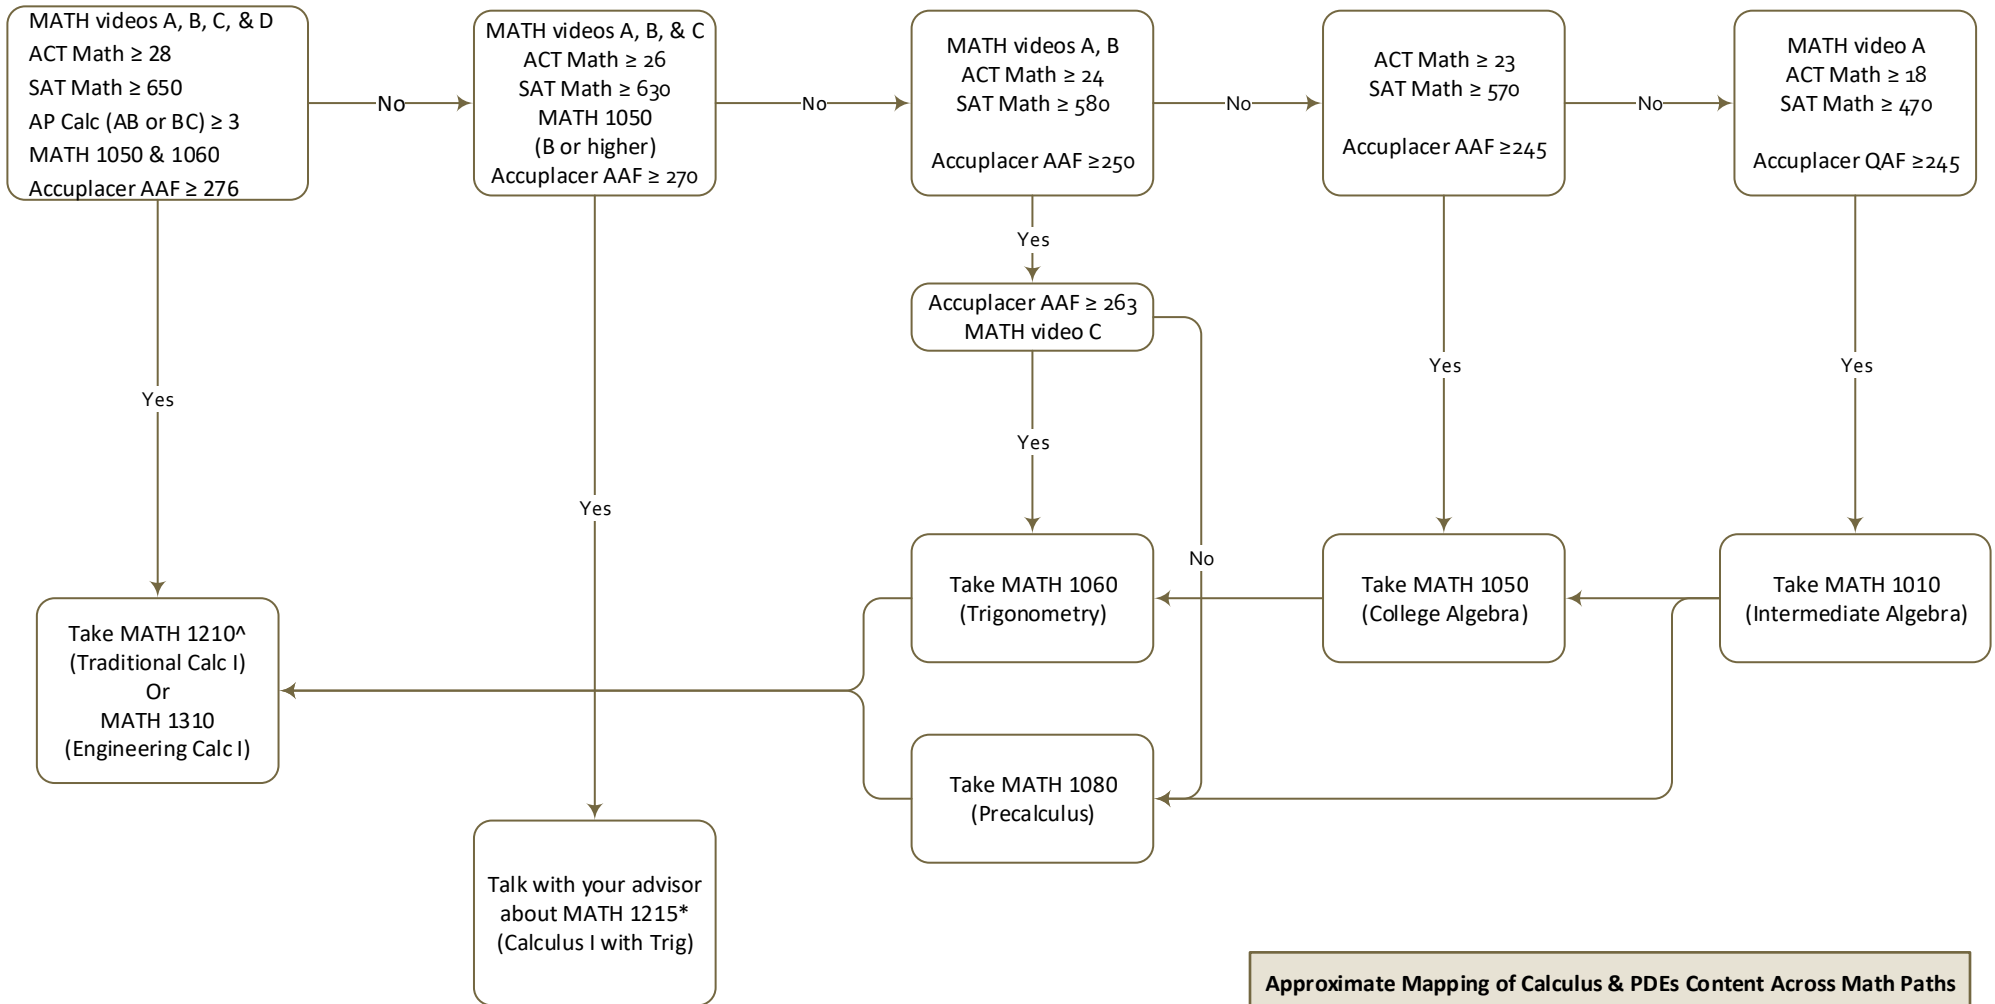 MATH videos A, B, C, & D
ACT Math ≥ 28
SAT Math ≥ 650
AP Calc (AB or BC) ≥ 3
MATH 1050 & 1060
Accuplacer AAF ≥ 276
No
MATH videos A, B, & C
ACT Math ≥ 26
SAT Math ≥ 630
MATH 1050
(B or higher)
Accuplacer AAF ≥ 270
No
MATH videos A, B
ACT Math ≥ 24
SAT Math ≥ 580
Accuplacer AAF ≥250
No
ACT Math ≥ 23
SAT Math ≥ 570
Accuplacer AAF ≥245
No
MATH video A
ACT Math ≥ 18
SAT Math ≥ 470
Accuplacer QAF ≥245
Yes
Accuplacer AAF ≥ 263
MATH video C
Yes
Yes
Yes
Yes
Yes
No
Take MATH 1060
(Trigonometry)
Take MATH 1050
(College Algebra)
Take MATH 1010
(Intermediate Algebra)
Take MATH 1210^
(Traditional Calc I)
Or
MATH 1310
(Engineering Calc I)
Take MATH 1080
(Precalculus)
Talk with your advisor
about MATH 1215*
(Calculus I with Trig)
Approximate Mapping of Calculus & PDEs Content Across Math Paths